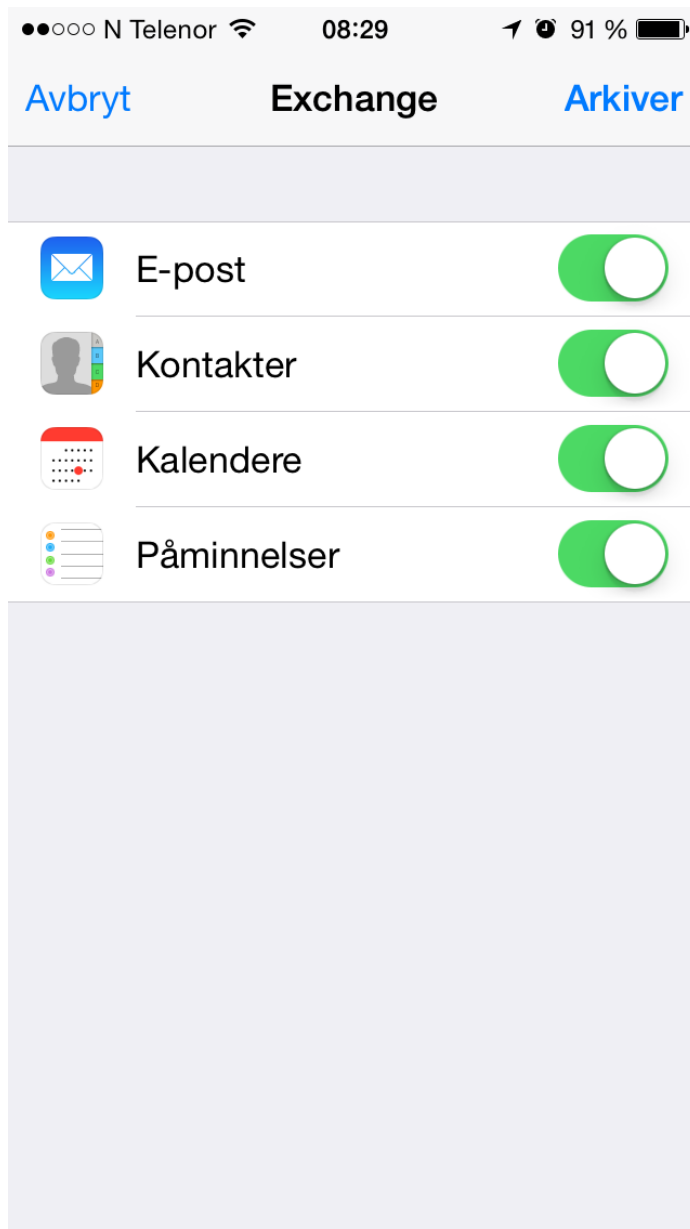 N Telenor 08:29 91 %
Avbryt Exchange Arkiver
E-post
Kontakter
Kalendere
Påminnelser